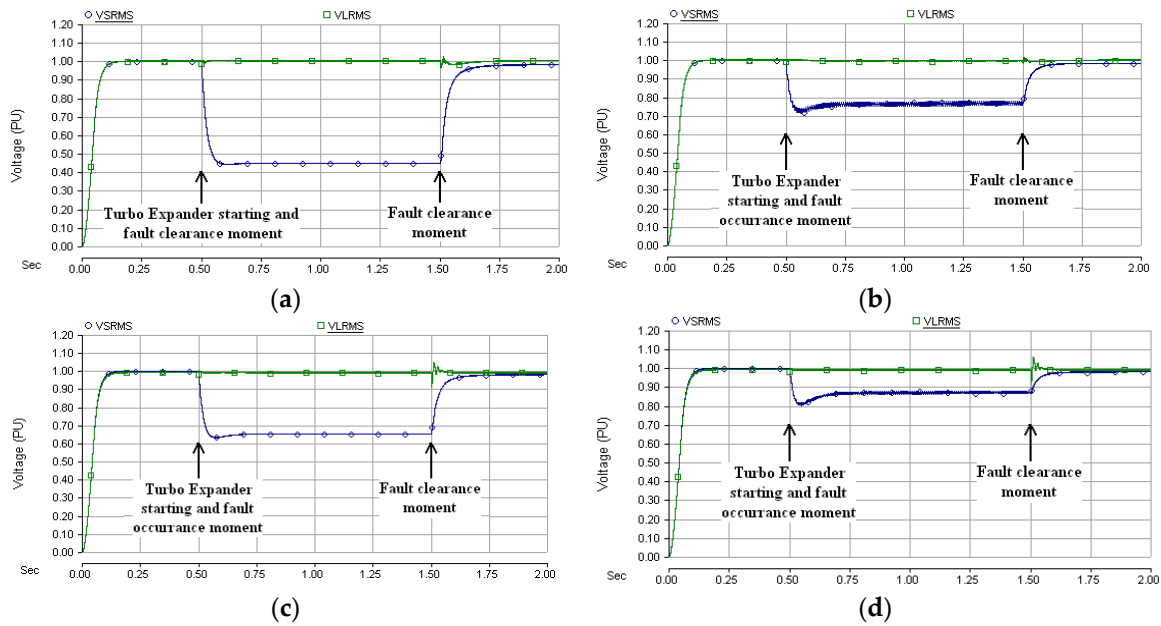 VSRMS VLRMS
1.20
1.00
0.80
0.70
0.60
0.50
0.40
0.30
0.20
0.10
0.00
Voltage (PU)
Turbo Expander starting and
fault clearance moment
Fault clearance
moment
Sec
0.00 0.25 0.50 0.75 1.00 1.25 1.50 1.75 2.00
(a)
VSRMS VLRMS
1.20
1.10
1.00
0.90
0.80
0.70
0.60
0.50
0.40
0.30
0.20
0.10
0.00
Voltage (PU)
Turbo Expander
starting and fault
occurrance moment
Fault clearance
moment
Sec
0.00 0.25 0.50 0.75 1.00 1.25 1.50 1.75 2.00
(b)
VSRMS VLRMS
1.20
1.10
1.00
0.90
0.80
0.70
0.60
0.50
0.40
0.30
0.20
0.10
0.00
Voltage (PU)
Turbo Expander
starting and fault
occurrance moment
Fault clearance
moment
Sec
0.00 0.25 0.50 0.75 1.00 1.25 1.50 1.75 2.00
(c)
VSRMS VLRMS
1.20
1.10
1.00
0.90
0.80
0.70
0.60
0.50
0.40
0.30
0.20
0.10
0.00
Voltage (PU)
Turbo Expander
starting and fault
occurrance moment
Fault clearance
moment
Sec
0.00 0.25 0.50 0.75 1.00 1.25 1.50 1.75 2.00
(d)